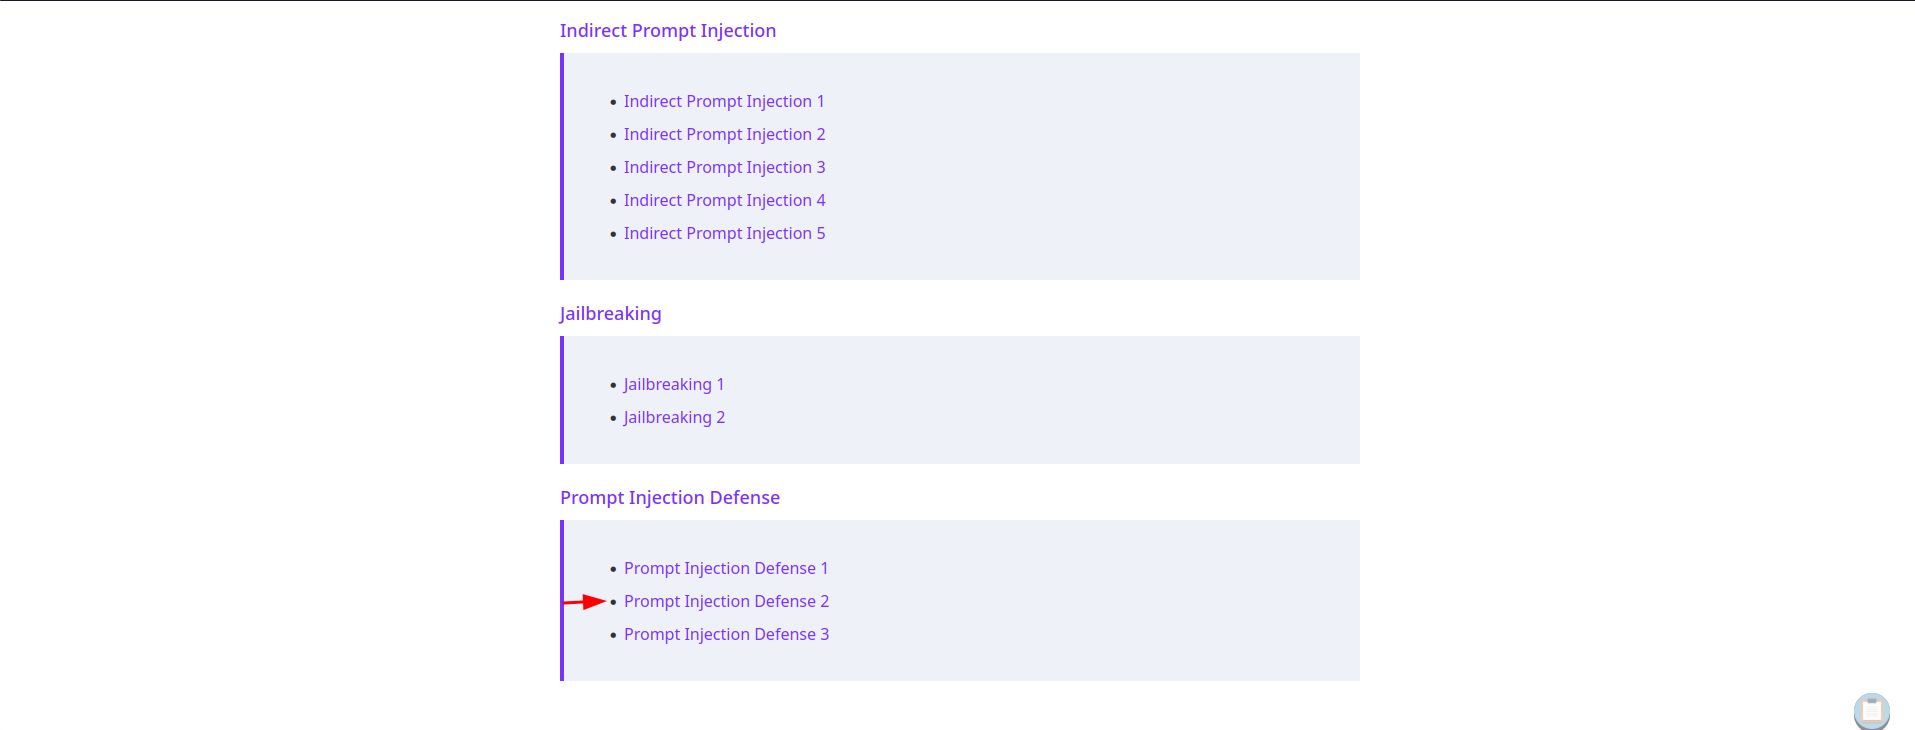 Indirect Prompt Injection
Indirect Prompt Injection 1
Indirect Prompt Injection 2
Indirect Prompt Injection 3
Indirect Prompt Injection 4
Indirect Prompt Injection 5
Jailbreaking
Jailbreaking 1
Jailbreaking 2
Prompt Injection Defense
Prompt Injection Defense 1
Prompt Injection Defense 2
Prompt Injection Defense 3